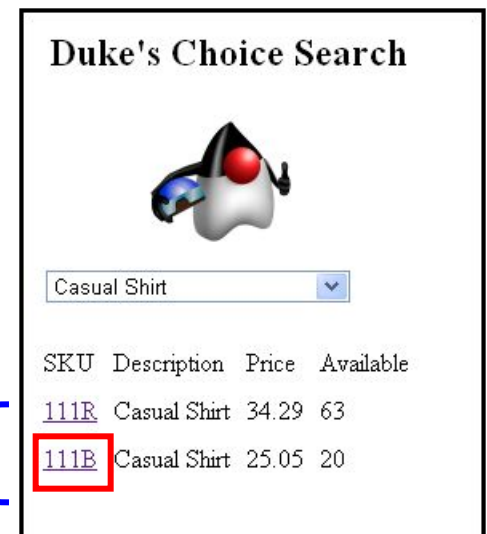 Duke's Choice Search
Casual Shirt
SKU Description Price Available
111R Casual Shirt 34.29 63
111B Casual Shirt 25.05 20